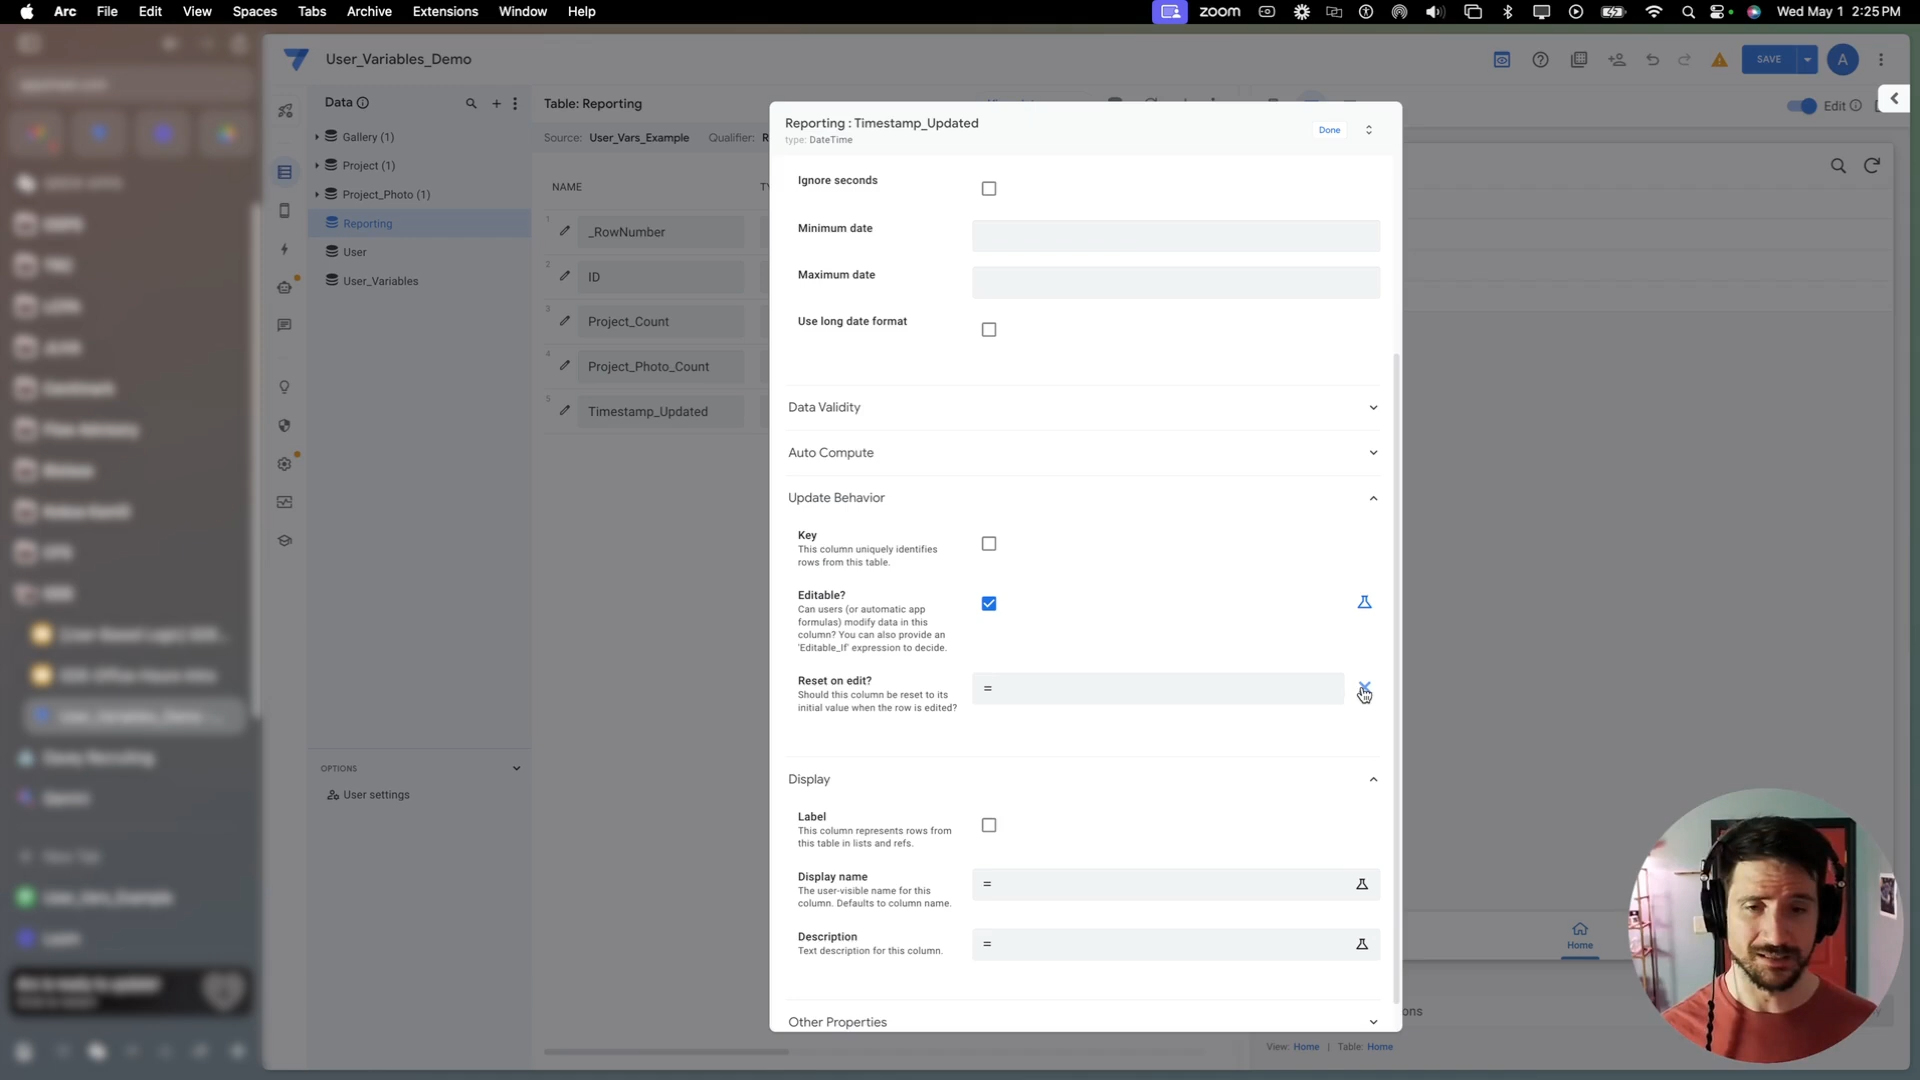 Arc File Edit View Spaces Tabs Archive Extensions Window Help
zoom
Wed May 1 2:25 PM
User_Variables_Demo
SAVE
A
Data
Table: Reporting
Edit
Source: User_Vars_Example Qualifier: R
Gallery (1)
Project (1)
Project_Photo (1)
Reporting
User
User_Variables
OPTIONS
User settings
NAME TY
1 _RowNumber
2 ID
3 Project_Count
4 Project_Photo_Count
5 Timestamp_Updated
Reporting : Timestamp_Updated
type: DateTime
Done
Ignore seconds
Minimum date
Maximum date
Use long date format
Data Validity
Auto Compute
Update Behavior
Key
This column uniquely identifies
rows from this table.
Editable?
Can users (or automatic app
formulas) modify data in this
column? You can also provide an
'Editable_If' expression to decide.
Reset on edit?
Should this column be reset to its
initial value when the row is edited?
=
Display
Label
This column represents rows from
this table in lists and refs.
Display name
The user-visible name for this
column. Defaults to column name.
=
Description
Text description for this column.
=
Other Properties
Home
ons
View: Home | Table: Home